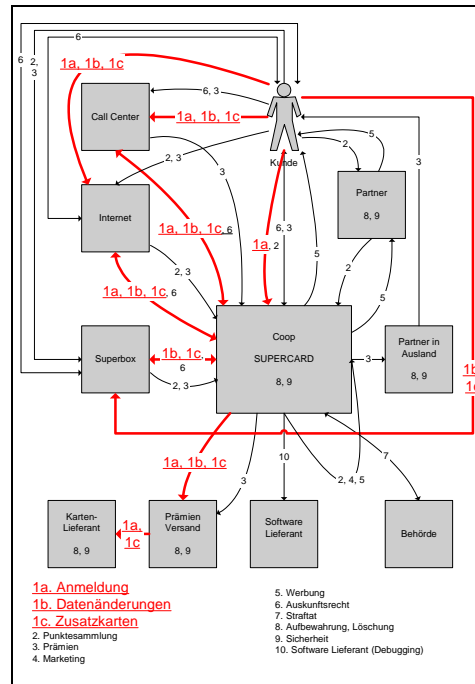 6
2,
3
6
6
1a, 1b, 1c
6, 3
Call Center
1a, 1b, 1c
5
2
3
2, 3
3
Kunde
Partner
8, 9
Internet
1a, 1b, 1c, 6
6, 3
5
1a, 2
2
5
2, 3
1a, 1b, 1c, 6
Coop
SUPERCARD
8, 9
Superbox
1b, 1c,
6
2, 3
3
Partner in
Ausland
8, 9
1b,
1c
1a, 1b, 1c
3
10
2, 4, 5
7
Karten-
Lieferant
8, 9
1a,
1c
Prämien
Versand
8, 9
Software
Lieferant
Behörde
1a. Anmeldung
1b. Datenänderungen
1c. Zusatzkarten
2. Punktesammlung
3. Prämien
4. Marketing
5. Werbung
6. Auskunftsrecht
7. Straftat
8. Aufbewahrung, Löschung
9. Sicherheit
10. Software Lieferant (Debugging)